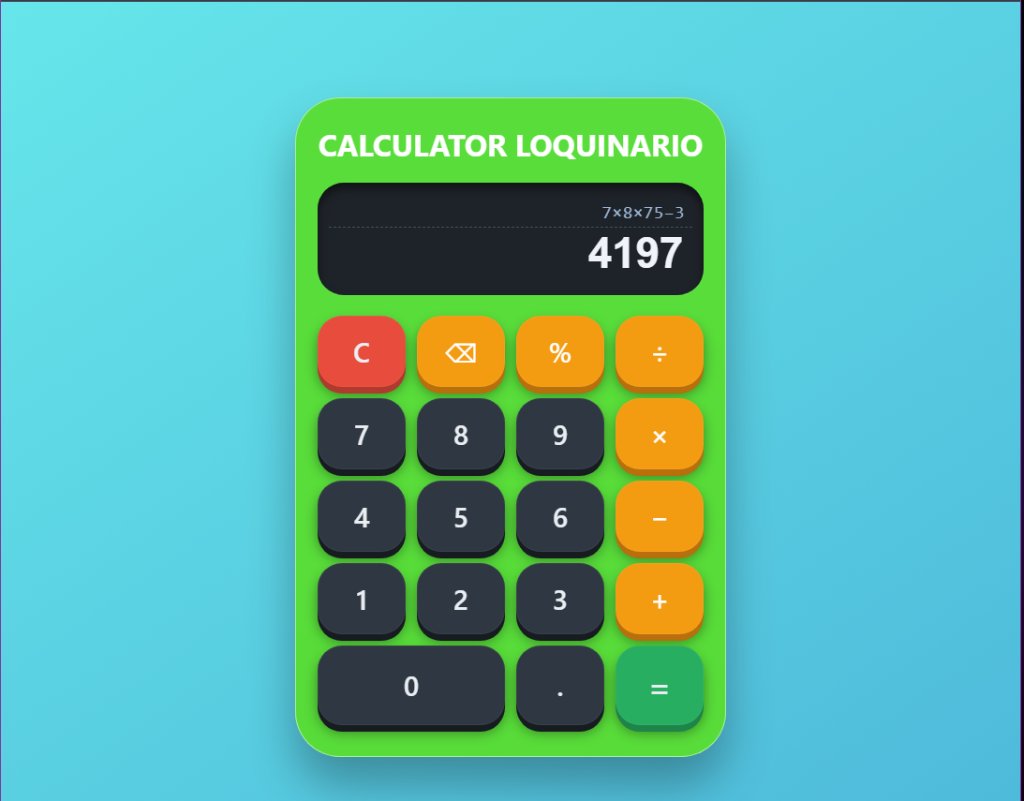 CALCULATOR LOQUINARIO
7×8×75−3
4197
C ⌫ % ÷
7 8 9 ×
4 5 6 −
1 2 3 +
0 . =